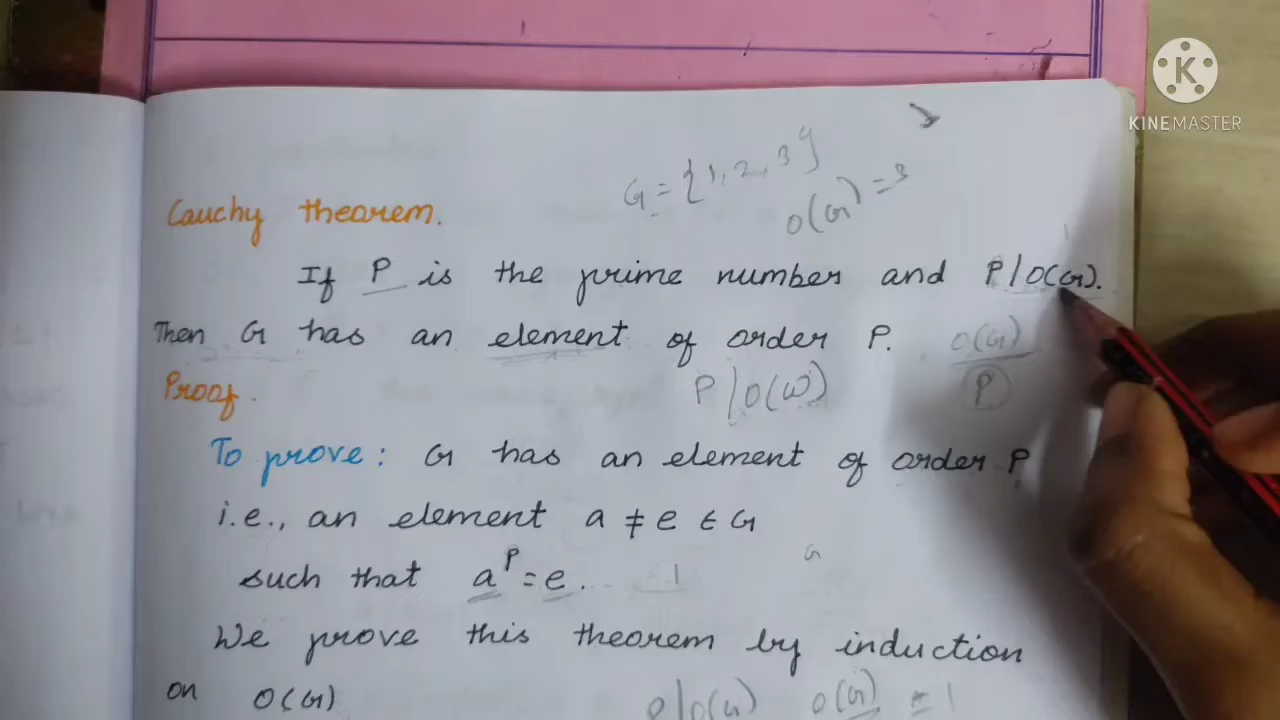 KINEMASTER
G = {1, 2, 3}
O(G) = 3
Cauchy theorem.
If P is the prime number and P/O(G).
Then G has an element of order P.
O(G)
P
Proof.
P/O(W)
To prove: G has an element of order P
i.e., an element a ≠ e ∈ G
such that a^P = e. 1
G
We prove this theorem by induction
on O(G)
O(G) = 1